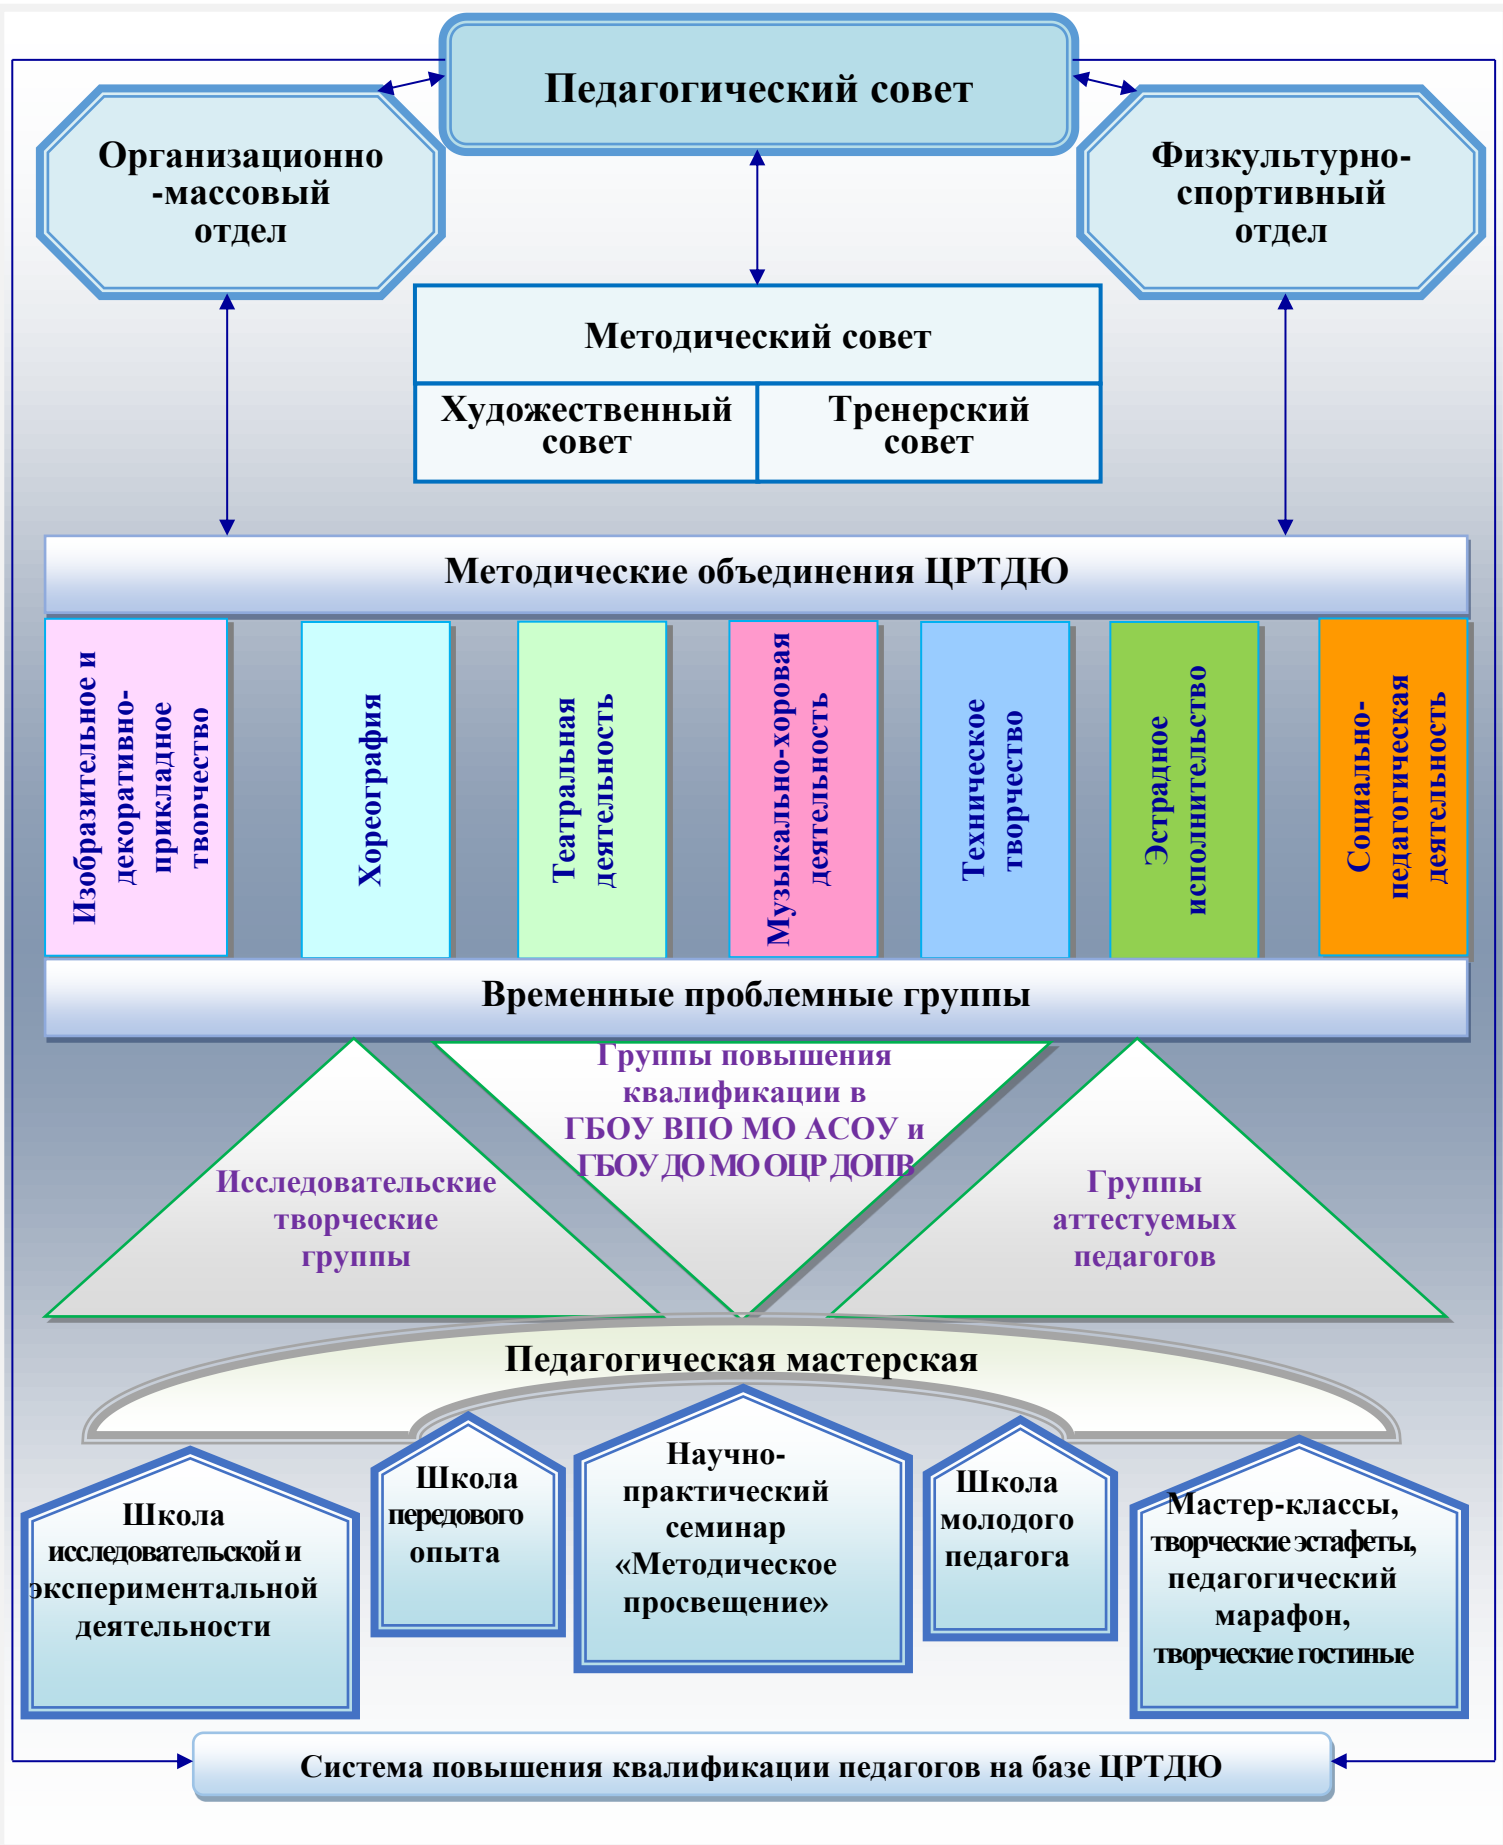 Педагогический совет
Организационно
-массовый
отдел
Физкультурно-
спортивный
отдел
Методический совет
Художественный
совет
Тренерский
совет
Методические объединения ЦРТДЮ
Изобразительное и
декоративно-
прикладное
творчество
Хореография
Театральная
деятельность
Музыкально-хоровая
деятельность
Техническое
творчество
Эстрадное
исполнительство
Социально-
педагогическая
деятельность
Временные проблемные группы
Исследовательские
творческие
группы
Группы повышения
квалификации в
ГБОУ ВПО МО АСОУ и
ГБОУ ДО МО ОЦР ДОПВ
Группы
аттестуемых
педагогов
Педагогическая мастерская
Школа
исследовательской и
экспериментальной
деятельности
Школа
передового
опыта
Научно-
практический
семинар
«Методическое
просвещение»
Школа
молодого
педагога
Мастер-классы,
творческие эстафеты,
педагогический
марафон,
творческие гостиные
Система повышения квалификации педагогов на базе ЦРТДЮ